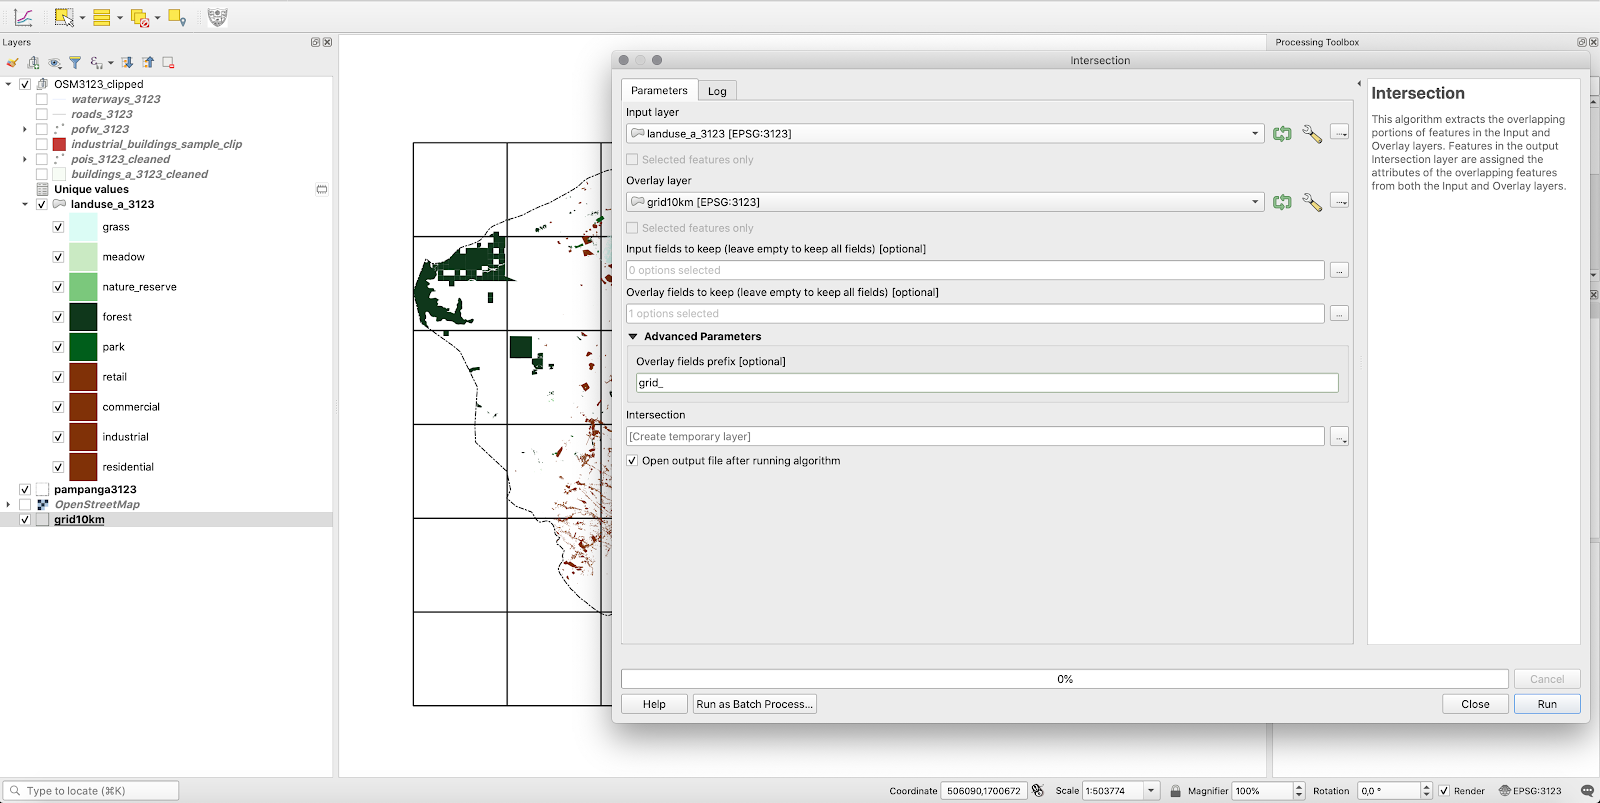 Layers
OSM3123_clipped
waterways_3123
roads_3123
pofw_3123
industrial_buildings_sample_clip
pois_3123_cleaned
buildings_a_3123_cleaned
Unique values
landuse_a_3123
grass
meadow
nature_reserve
forest
park
retail
commercial
industrial
residential
pampanga3123
OpenStreetMap
grid10km
Processing Toolbox
Intersection
Parameters
Log
Input layer
landuse_a_3123 [EPSG:3123]
Selected features only
Overlay layer
grid10km [EPSG:3123]
Selected features only
Input fields to keep (leave empty to keep all fields) [optional]
0 options selected
Overlay fields to keep (leave empty to keep all fields) [optional]
1 options selected
Advanced Parameters
Overlay fields prefix [optional]
grid_
Intersection
[Create temporary layer]
Open output file after running algorithm
Intersection
This algorithm extracts the overlapping
portions of features in the Input and
Overlay layers. Features in the output
Intersection layer are assigned the
attributes of the overlapping features
from both the Input and Overlay layers.
0%
Cancel
Help
Run as Batch Process...
Close
Run
Type to locate (⌘K)
Coordinate 506090,1700672
Scale 1:503774
Magnifier 100%
Rotation 0,0 °
Render
EPSG:3123